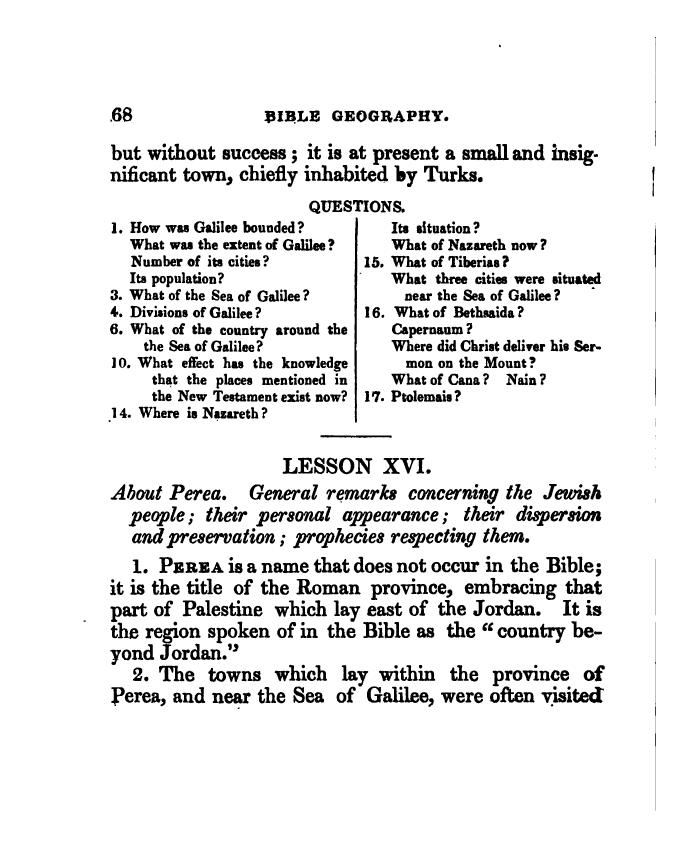 68 BIBLE GEOGRAPHY.
but without success; it is at present a small and insig-
nificant town, chiefly inhabited by Turks.
QUESTIONS.
1. How was Galilee bounded?
What was the extent of Galilee?
Number of its cities?
Its population?
3. What of the Sea of Galilee?
4. Divisions of Galilee?
6. What of the country around the
the Sea of Galilee?
10. What effect has the knowledge
that the places mentioned in
the New Testament exist now?
14. Where is Nazareth?
Its situation?
What of Nazareth now?
15. What of Tiberias?
What three cities were situated
near the Sea of Galilee?
16. What of Bethsaida?
Capernaum?
Where did Christ deliver his Ser-
mon on the Mount?
What of Cana? Nain?
17. Ptolemais?
LESSON XVI.
About Perea. General remarks concerning the Jewish
people; their personal appearance; their dispersion
and preservation; prophecies respecting them.
1. PEREA is a name that does not occur in the Bible;
it is the title of the Roman province, embracing that
part of Palestine which lay east of the Jordan. It is
the region spoken of in the Bible as the "country be-
yond Jordan."
2. The towns which lay within the province of
Perea, and near the Sea of Galilee, were often visited